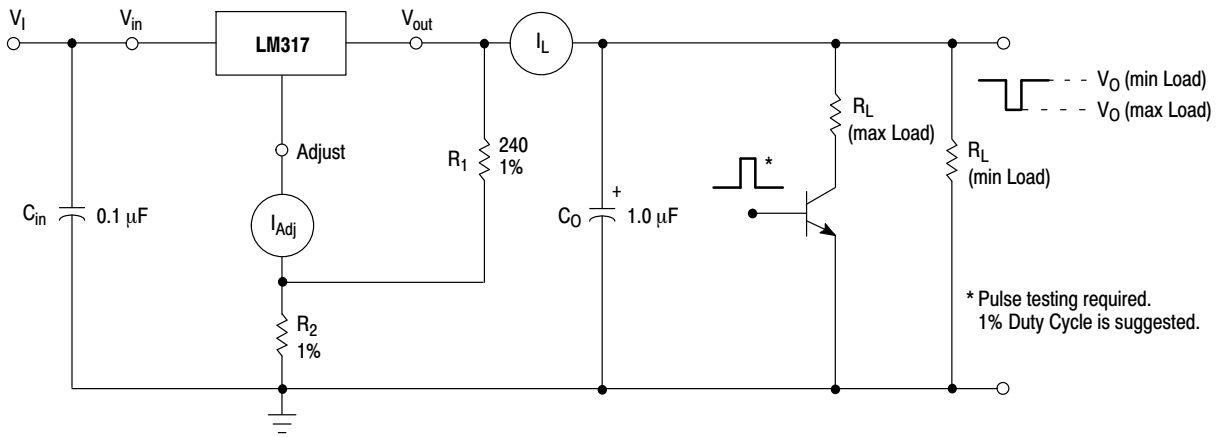 V_I
V_in
LM317
V_out
I_L
V_O (min Load)
V_O (max Load)
R_L
(max Load)
Adjust
R_1
240
1%
*
R_L
(min Load)
C_in
0.1 μF
I_Adj
+
C_O
1.0 μF
R_2
1%
* Pulse testing required.
1% Duty Cycle is suggested.